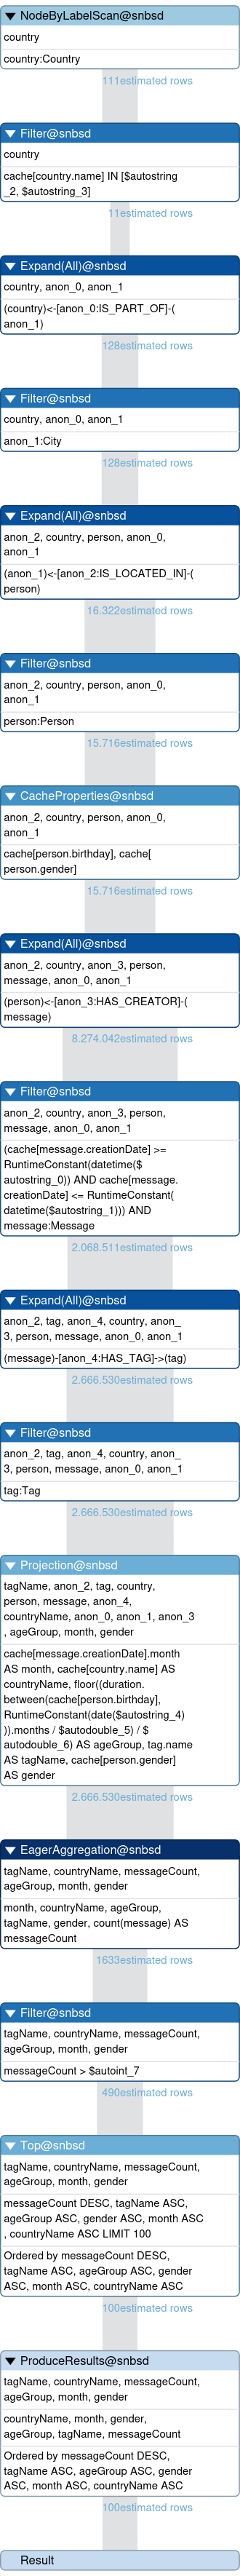 NodeByLabelScan@snbsd
country
country:Country
111estimated rows
Filter@snbsd
country
cache[country.name] IN [$autostring
_2, $autostring_3]
11estimated rows
Expand(All)@snbsd
country, anon_0, anon_1
(country)<-[anon_0:IS_PART_OF]-(
anon_1)
128estimated rows
Filter@snbsd
country, anon_0, anon_1
anon_1:City
128estimated rows
Expand(All)@snbsd
anon_2, country, person, anon_0,
anon_1
(anon_1)<-[anon_2:IS_LOCATED_IN]-(
person)
16.322estimated rows
Filter@snbsd
anon_2, country, person, anon_0,
anon_1
person:Person
15.716estimated rows
CacheProperties@snbsd
anon_2, country, person, anon_0,
anon_1
cache[person.birthday], cache[
person.gender]
15.716estimated rows
Expand(All)@snbsd
anon_2, country, anon_3, person,
message, anon_0, anon_1
(person)<-[anon_3:HAS_CREATOR]-(
message)
8.274.042estimated rows
Filter@snbsd
anon_2, country, anon_3, person,
message, anon_0, anon_1
(cache[message.creationDate] >=
RuntimeConstant(datetime($
autostring_0)) AND cache[message.
creationDate] <= RuntimeConstant(
datetime($autostring_1))) AND
message:Message
2.068.511estimated rows
Expand(All)@snbsd
anon_2, tag, anon_4, country, anon_
3, person, message, anon_0, anon_1
(message)-[anon_4:HAS_TAG]->(tag)
2.666.530estimated rows
Filter@snbsd
anon_2, tag, anon_4, country, anon_
3, person, message, anon_0, anon_1
tag:Tag
2.666.530estimated rows
Projection@snbsd
tagName, anon_2, tag, country,
person, message, anon_4,
countryName, anon_0, anon_1, anon_3
, ageGroup, month, gender
cache[message.creationDate].month
AS month, cache[country.name] AS
countryName, floor((duration.
between(cache[person.birthday],
RuntimeConstant(date($autostring_4)
)).months / $autodouble_5) / $
autodouble_6) AS ageGroup, tag.name
AS tagName, cache[person.gender]
AS gender
2.666.530estimated rows
EagerAggregation@snbsd
tagName, countryName, messageCount,
ageGroup, month, gender
month, countryName, ageGroup,
tagName, gender, count(message) AS
messageCount
1633estimated rows
Filter@snbsd
tagName, countryName, messageCount,
ageGroup, month, gender
messageCount > $autoint_7
490estimated rows
Top@snbsd
tagName, countryName, messageCount,
ageGroup, month, gender
messageCount DESC, tagName ASC,
ageGroup ASC, gender ASC, month ASC
, countryName ASC LIMIT 100
Ordered by messageCount DESC,
tagName ASC, ageGroup ASC, gender
ASC, month ASC, countryName ASC
100estimated rows
ProduceResults@snbsd
tagName, countryName, messageCount,
ageGroup, month, gender
countryName, month, gender,
ageGroup, tagName, messageCount
Ordered by messageCount DESC,
tagName ASC, ageGroup ASC, gender
ASC, month ASC, countryName ASC
100estimated rows
Result